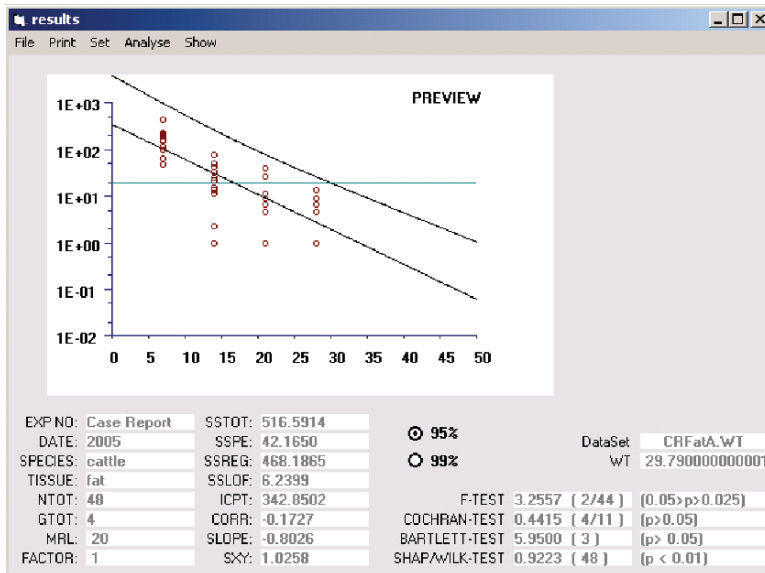 results
File Print Set Analyse Show
PREVIEW
1E+03
1E+02
1E+01
1E+00
1E-01
1E-02
0 5 10 15 20 25 30 35 40 45 50
EXP NO: Case Report SSTOT: 516.5914
95%
DATE: 2005 SSPE: 42.1650 DataSet CRFatA.WT
SPECIES: cattle SSREG: 468.1865 99% WT 29.790000000001
TISSUE: fat SSLOF: 6.2399
NTOT: 48 ICPT: 342.8502 F-TEST 3.2557 ( 2/44 ) (0.05>p>0.025)
GTOT: 4 CORR: -0.1727 COCHRAN-TEST 0.4415 ( 4/11 ) (p>0.05)
MRL: 20 SLOPE: -0.8026 BARTLETT-TEST 5.9500 ( 3 ) (p> 0.05)
FACTOR: 1 SXY: 1.0258 SHAP/WILK-TEST 0.9223 ( 48 ) (p < 0.01)